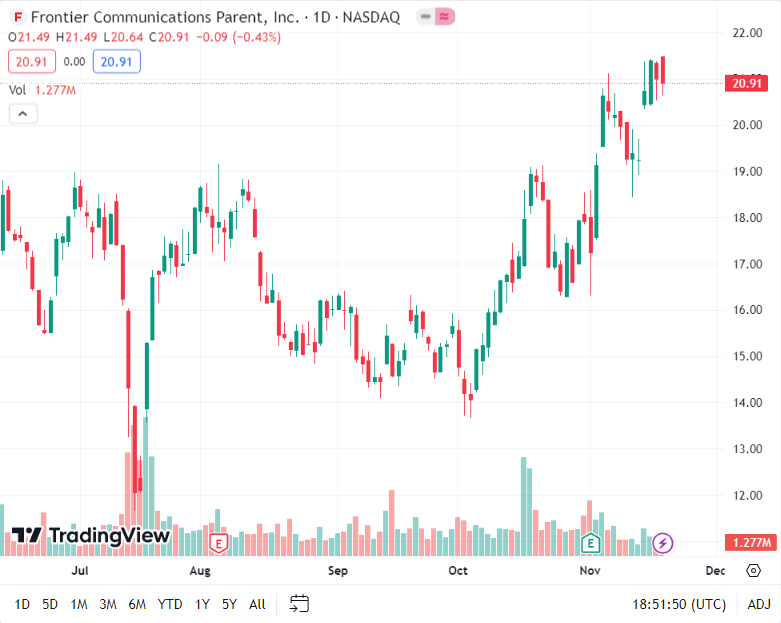 F Frontier Communications Parent, Inc. · 1D · NASDAQ
O21.49 H21.49 L20.64 C20.91 −0.09 (−0.43%)
20.91 0.00 20.91
Vol 1.277M
22.00
20.91
20.00
19.00
18.00
17.00
16.00
15.00
14.00
13.00
12.00
TradingView
E E
1.277M
Jul Aug Sep Oct Nov Dec
1D 5D 1M 3M 6M YTD 1Y 5Y All 18:51:50 (UTC) ADJ